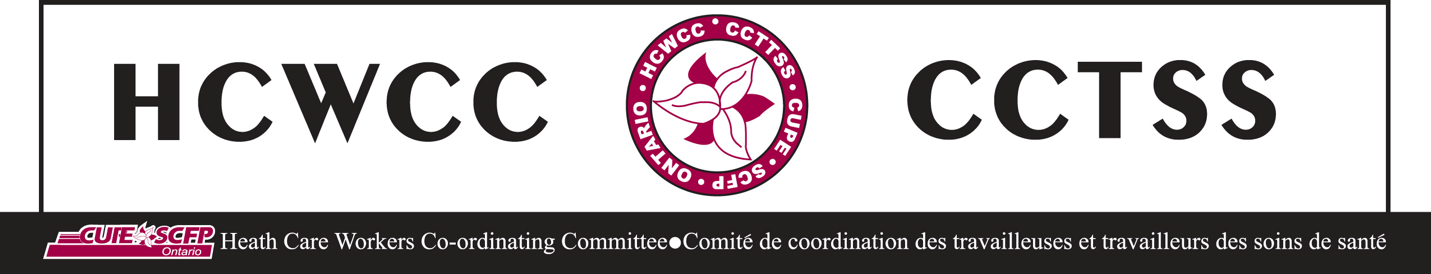 HCWCC
ONTARIO • HCWCC • CCTTSS • CUPE • SCFP •
CCTSS
CUPE SCFP
Ontario
Heath Care Workers Co-ordinating Committee●Comité de coordination des travailleuses et travailleurs des soins de santé